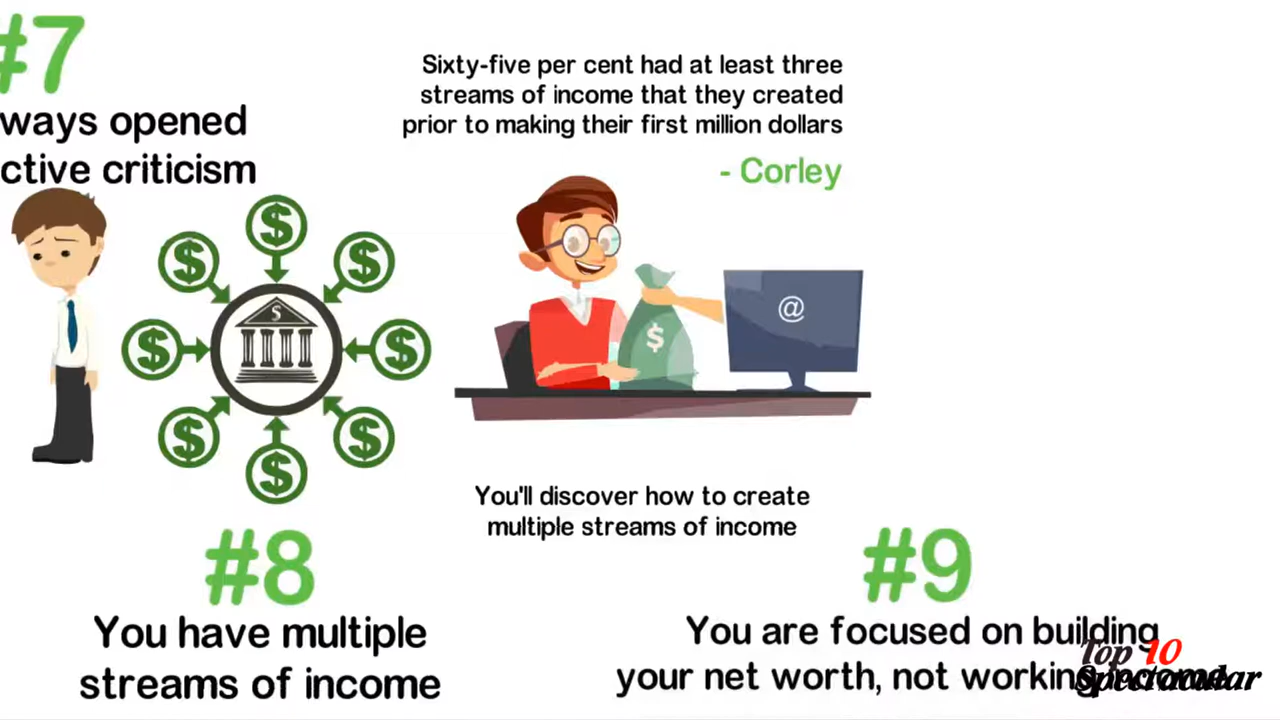 #7
ways opened
ctive criticism
Sixty-five per cent had at least three
streams of income that they created
prior to making their first million dollars
- Corley
$
$
$
$
$
$
$
$
$
$
@
You'll discover how to create
multiple streams of income
#8
You have multiple
streams of income
#9
You are focused on building
your net worth, not working income
Top 10
Spectacular